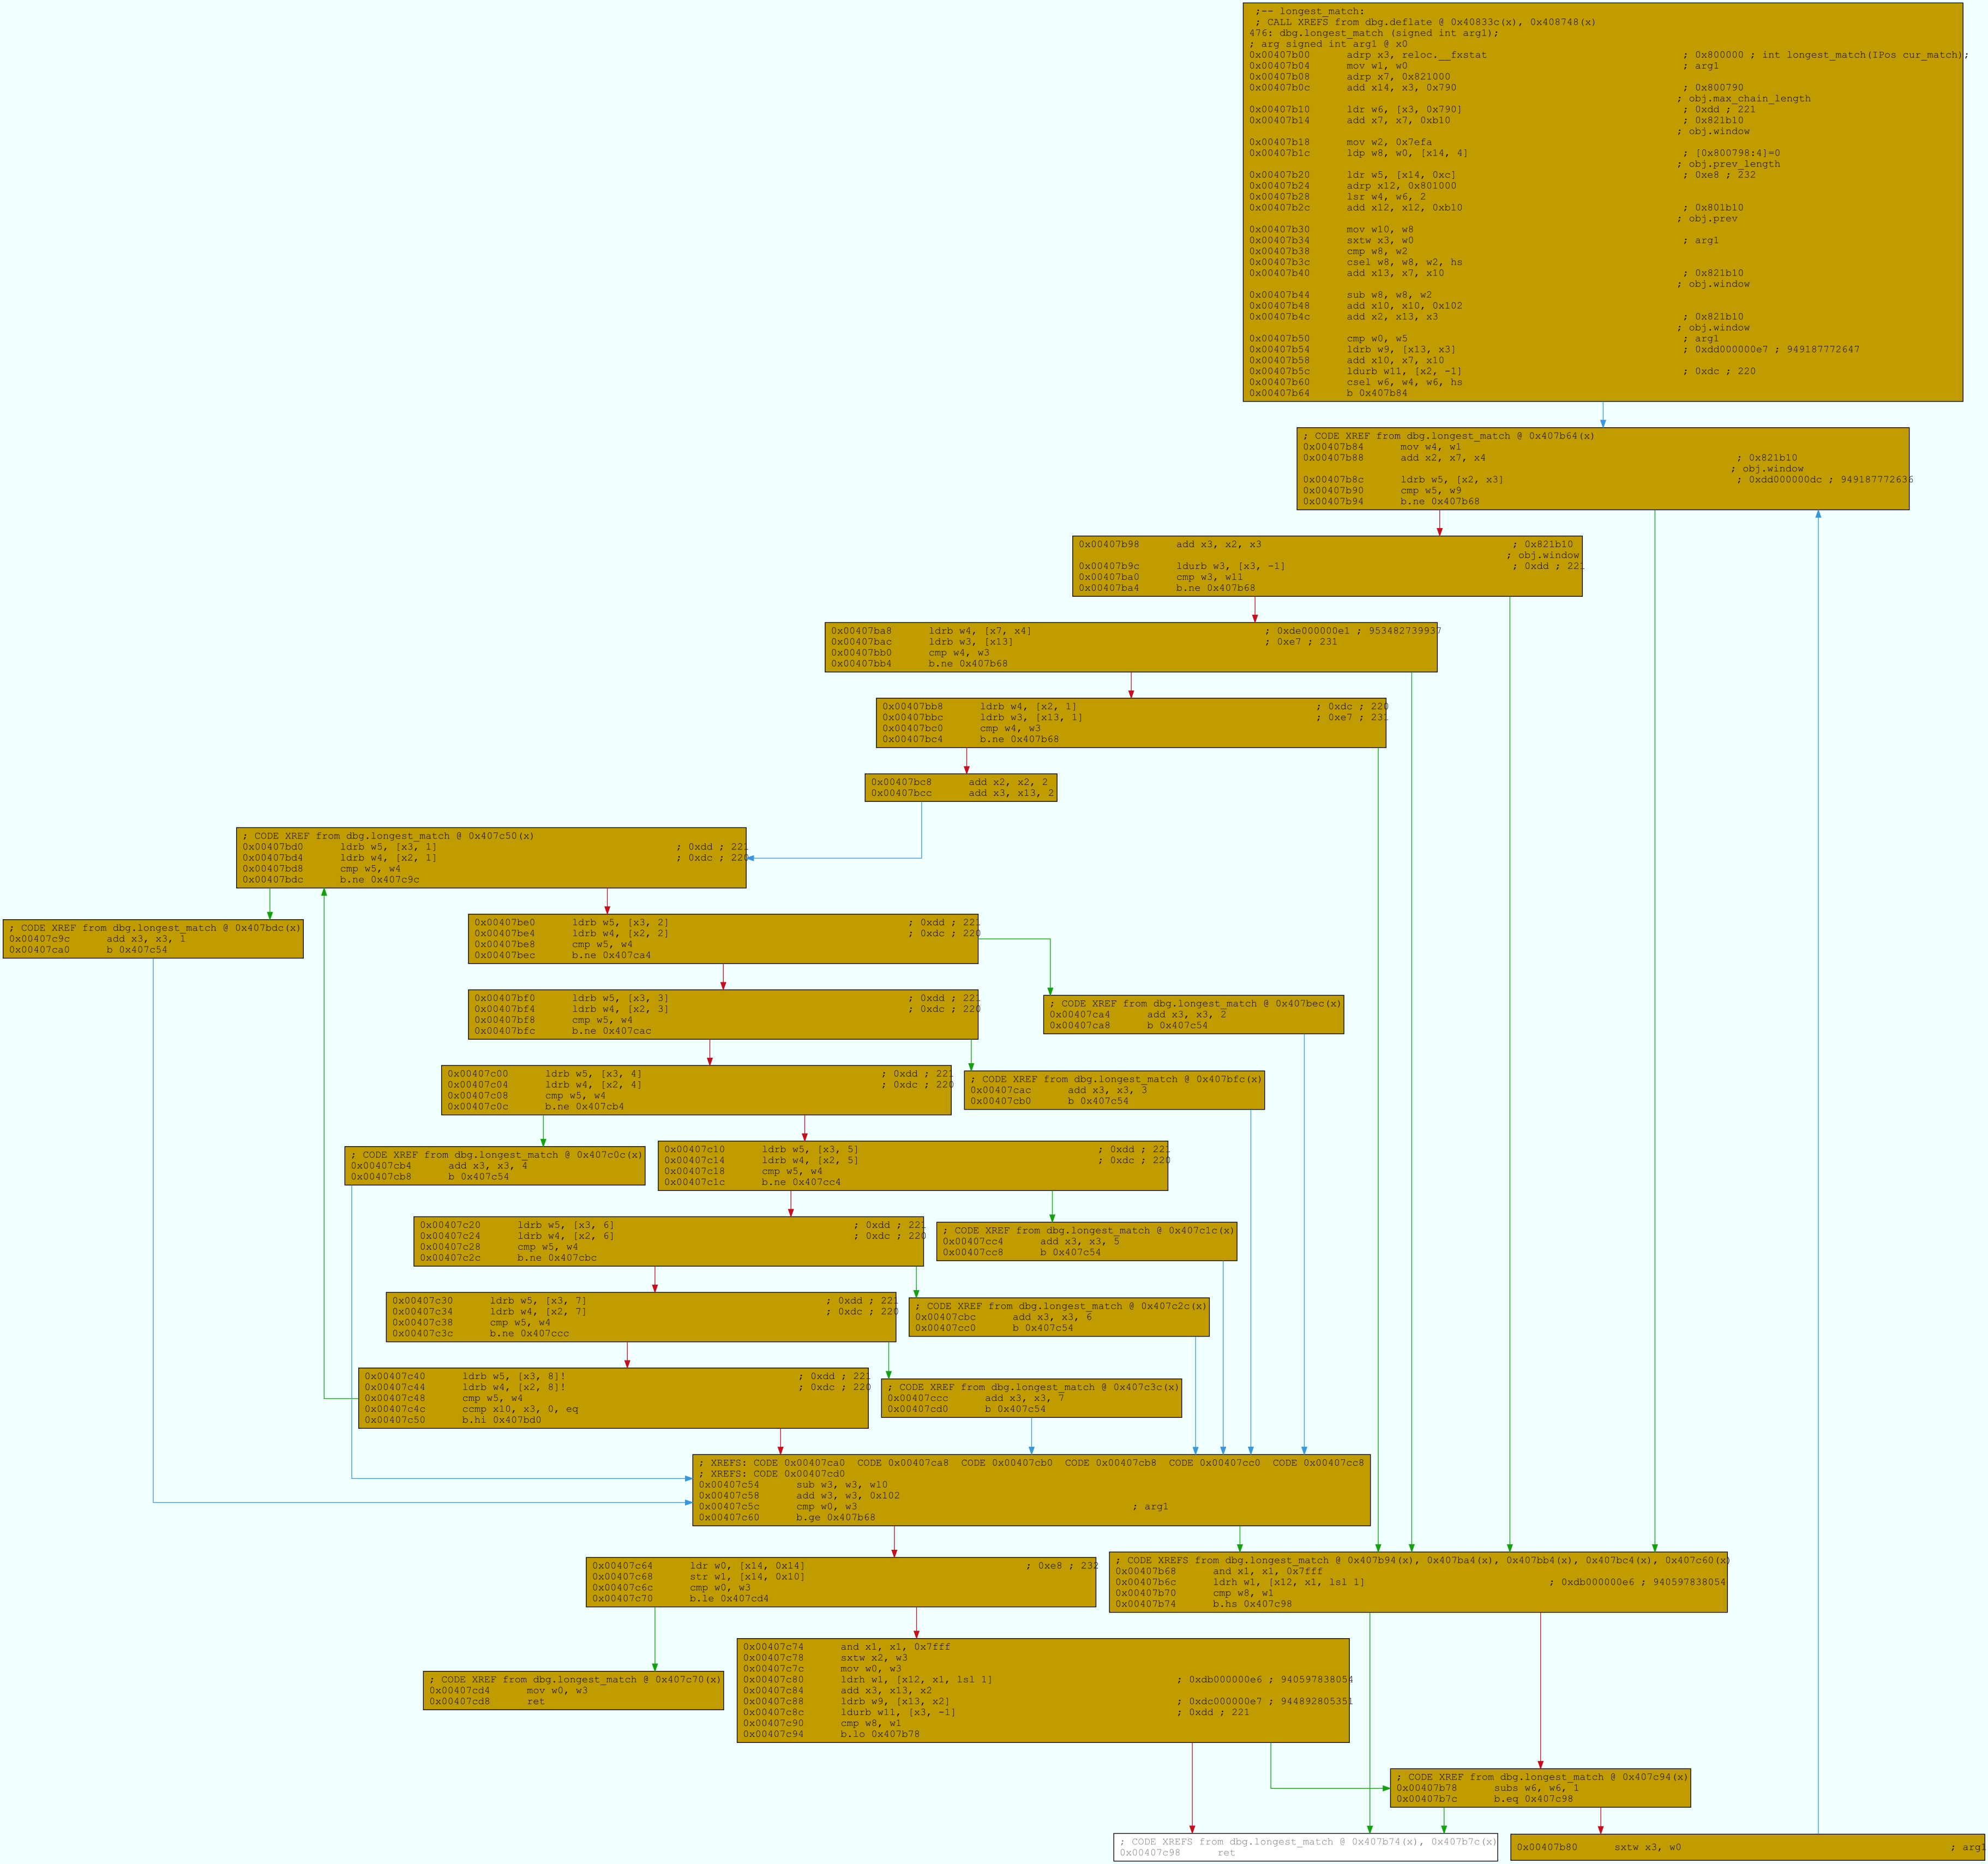 ;-- longest_match:
; CALL XREFS from dbg.deflate @ 0x40833c(x), 0x408748(x)
476: dbg.longest_match (signed int arg1);
; arg signed int arg1 @ x0
0x00407b00 adrp x3, reloc.__fxstat ; 0x800000 ; int longest_match(IPos cur_match);
0x00407b04 mov w1, w0 ; arg1
0x00407b08 adrp x7, 0x821000
0x00407b0c add x14, x3, 0x790 ; 0x800790
; obj.max_chain_length
0x00407b10 ldr w6, [x3, 0x790] ; 0xdd ; 221
0x00407b14 add x7, x7, 0xb10 ; 0x821b10
; obj.window
0x00407b18 mov w2, 0x7efa
0x00407b1c ldp w8, w0, [x14, 4] ; [0x800798:4]=0
; obj.prev_length
0x00407b20 ldr w5, [x14, 0xc] ; 0xe8 ; 232
0x00407b24 adrp x12, 0x801000
0x00407b28 lsr w4, w6, 2
0x00407b2c add x12, x12, 0xb10 ; 0x801b10
; obj.prev
0x00407b30 mov w10, w8
0x00407b34 sxtw x3, w0 ; arg1
0x00407b38 cmp w8, w2
0x00407b3c csel w8, w8, w2, hs
0x00407b40 add x13, x7, x10 ; 0x821b10
; obj.window
0x00407b44 sub w8, w8, w2
0x00407b48 add x10, x10, 0x102
0x00407b4c add x2, x13, x3 ; 0x821b10
; obj.window
0x00407b50 cmp w0, w5 ; arg1
0x00407b54 ldrb w9, [x13, x3] ; 0xdd000000e7 ; 949187772647
0x00407b58 add x10, x7, x10
0x00407b5c ldurb w11, [x2, -1] ; 0xdc ; 220
0x00407b60 csel w6, w4, w6, hs
0x00407b64 b 0x407b84
; CODE XREF from dbg.longest_match @ 0x407b64(x)
0x00407b84 mov w4, w1
0x00407b88 add x2, x7, x4 ; 0x821b10
; obj.window
0x00407b8c ldrb w5, [x2, x3] ; 0xdd000000dc ; 949187772636
0x00407b90 cmp w5, w9
0x00407b94 b.ne 0x407b68
0x00407b98 add x3, x2, x3 ; 0x821b10
; obj.window
0x00407b9c ldurb w3, [x3, -1] ; 0xdd ; 221
0x00407ba0 cmp w3, w11
0x00407ba4 b.ne 0x407b68
0x00407ba8 ldrb w4, [x7, x4] ; 0xde000000e1 ; 953482739937
0x00407bac ldrb w3, [x13] ; 0xe7 ; 231
0x00407bb0 cmp w4, w3
0x00407bb4 b.ne 0x407b68
0x00407bb8 ldrb w4, [x2, 1] ; 0xdc ; 220
0x00407bbc ldrb w3, [x13, 1] ; 0xe7 ; 231
0x00407bc0 cmp w4, w3
0x00407bc4 b.ne 0x407b68
0x00407bc8 add x2, x2, 2
0x00407bcc add x3, x13, 2
; CODE XREF from dbg.longest_match @ 0x407c50(x)
0x00407bd0 ldrb w5, [x3, 1] ; 0xdd ; 221
0x00407bd4 ldrb w4, [x2, 1] ; 0xdc ; 220
0x00407bd8 cmp w5, w4
0x00407bdc b.ne 0x407c9c
; CODE XREF from dbg.longest_match @ 0x407bdc(x)
0x00407c9c add x3, x3, 1
0x00407ca0 b 0x407c54
0x00407be0 ldrb w5, [x3, 2] ; 0xdd ; 221
0x00407be4 ldrb w4, [x2, 2] ; 0xdc ; 220
0x00407be8 cmp w5, w4
0x00407bec b.ne 0x407ca4
0x00407bf0 ldrb w5, [x3, 3] ; 0xdd ; 221
0x00407bf4 ldrb w4, [x2, 3] ; 0xdc ; 220
0x00407bf8 cmp w5, w4
0x00407bfc b.ne 0x407cac
; CODE XREF from dbg.longest_match @ 0x407bec(x)
0x00407ca4 add x3, x3, 2
0x00407ca8 b 0x407c54
0x00407c00 ldrb w5, [x3, 4] ; 0xdd ; 221
0x00407c04 ldrb w4, [x2, 4] ; 0xdc ; 220
0x00407c08 cmp w5, w4
0x00407c0c b.ne 0x407cb4
; CODE XREF from dbg.longest_match @ 0x407bfc(x)
0x00407cac add x3, x3, 3
0x00407cb0 b 0x407c54
; CODE XREF from dbg.longest_match @ 0x407c0c(x)
0x00407cb4 add x3, x3, 4
0x00407cb8 b 0x407c54
0x00407c10 ldrb w5, [x3, 5] ; 0xdd ; 221
0x00407c14 ldrb w4, [x2, 5] ; 0xdc ; 220
0x00407c18 cmp w5, w4
0x00407c1c b.ne 0x407cc4
0x00407c20 ldrb w5, [x3, 6] ; 0xdd ; 221
0x00407c24 ldrb w4, [x2, 6] ; 0xdc ; 220
0x00407c28 cmp w5, w4
0x00407c2c b.ne 0x407cbc
; CODE XREF from dbg.longest_match @ 0x407c1c(x)
0x00407cc4 add x3, x3, 5
0x00407cc8 b 0x407c54
0x00407c30 ldrb w5, [x3, 7] ; 0xdd ; 221
0x00407c34 ldrb w4, [x2, 7] ; 0xdc ; 220
0x00407c38 cmp w5, w4
0x00407c3c b.ne 0x407ccc
; CODE XREF from dbg.longest_match @ 0x407c2c(x)
0x00407cbc add x3, x3, 6
0x00407cc0 b 0x407c54
0x00407c40 ldrb w5, [x3, 8]! ; 0xdd ; 221
0x00407c44 ldrb w4, [x2, 8]! ; 0xdc ; 220
0x00407c48 cmp w5, w4
0x00407c4c ccmp x10, x3, 0, eq
0x00407c50 b.hi 0x407bd0
; CODE XREF from dbg.longest_match @ 0x407c3c(x)
0x00407ccc add x3, x3, 7
0x00407cd0 b 0x407c54
; XREFS: CODE 0x00407ca0 CODE 0x00407ca8 CODE 0x00407cb0 CODE 0x00407cb8 CODE 0x00407cc0 CODE 0x00407cc8
; XREFS: CODE 0x00407cd0
0x00407c54 sub w3, w3, w10
0x00407c58 add w3, w3, 0x102
0x00407c5c cmp w0, w3 ; arg1
0x00407c60 b.ge 0x407b68
0x00407c64 ldr w0, [x14, 0x14] ; 0xe8 ; 232
0x00407c68 str w1, [x14, 0x10]
0x00407c6c cmp w0, w3
0x00407c70 b.le 0x407cd4
; CODE XREFS from dbg.longest_match @ 0x407b94(x), 0x407ba4(x), 0x407bb4(x), 0x407bc4(x), 0x407c60(x)
0x00407b68 and x1, x1, 0x7fff
0x00407b6c ldrh w1, [x12, x1, lsl 1] ; 0xdb000000e6 ; 940597838054
0x00407b70 cmp w8, w1
0x00407b74 b.hs 0x407c98
; CODE XREF from dbg.longest_match @ 0x407c70(x)
0x00407cd4 mov w0, w3
0x00407cd8 ret
0x00407c74 and x1, x1, 0x7fff
0x00407c78 sxtw x2, w3
0x00407c7c mov w0, w3
0x00407c80 ldrh w1, [x12, x1, lsl 1] ; 0xdb000000e6 ; 940597838054
0x00407c84 add x3, x13, x2
0x00407c88 ldrb w9, [x13, x2] ; 0xdc000000e7 ; 944892805351
0x00407c8c ldurb w11, [x3, -1] ; 0xdd ; 221
0x00407c90 cmp w8, w1
0x00407c94 b.lo 0x407b78
; CODE XREF from dbg.longest_match @ 0x407c94(x)
0x00407b78 subs w6, w6, 1
0x00407b7c b.eq 0x407c98
; CODE XREFS from dbg.longest_match @ 0x407b74(x), 0x407b7c(x)
0x00407c98 ret
0x00407b80 sxtw x3, w0 ; arg1